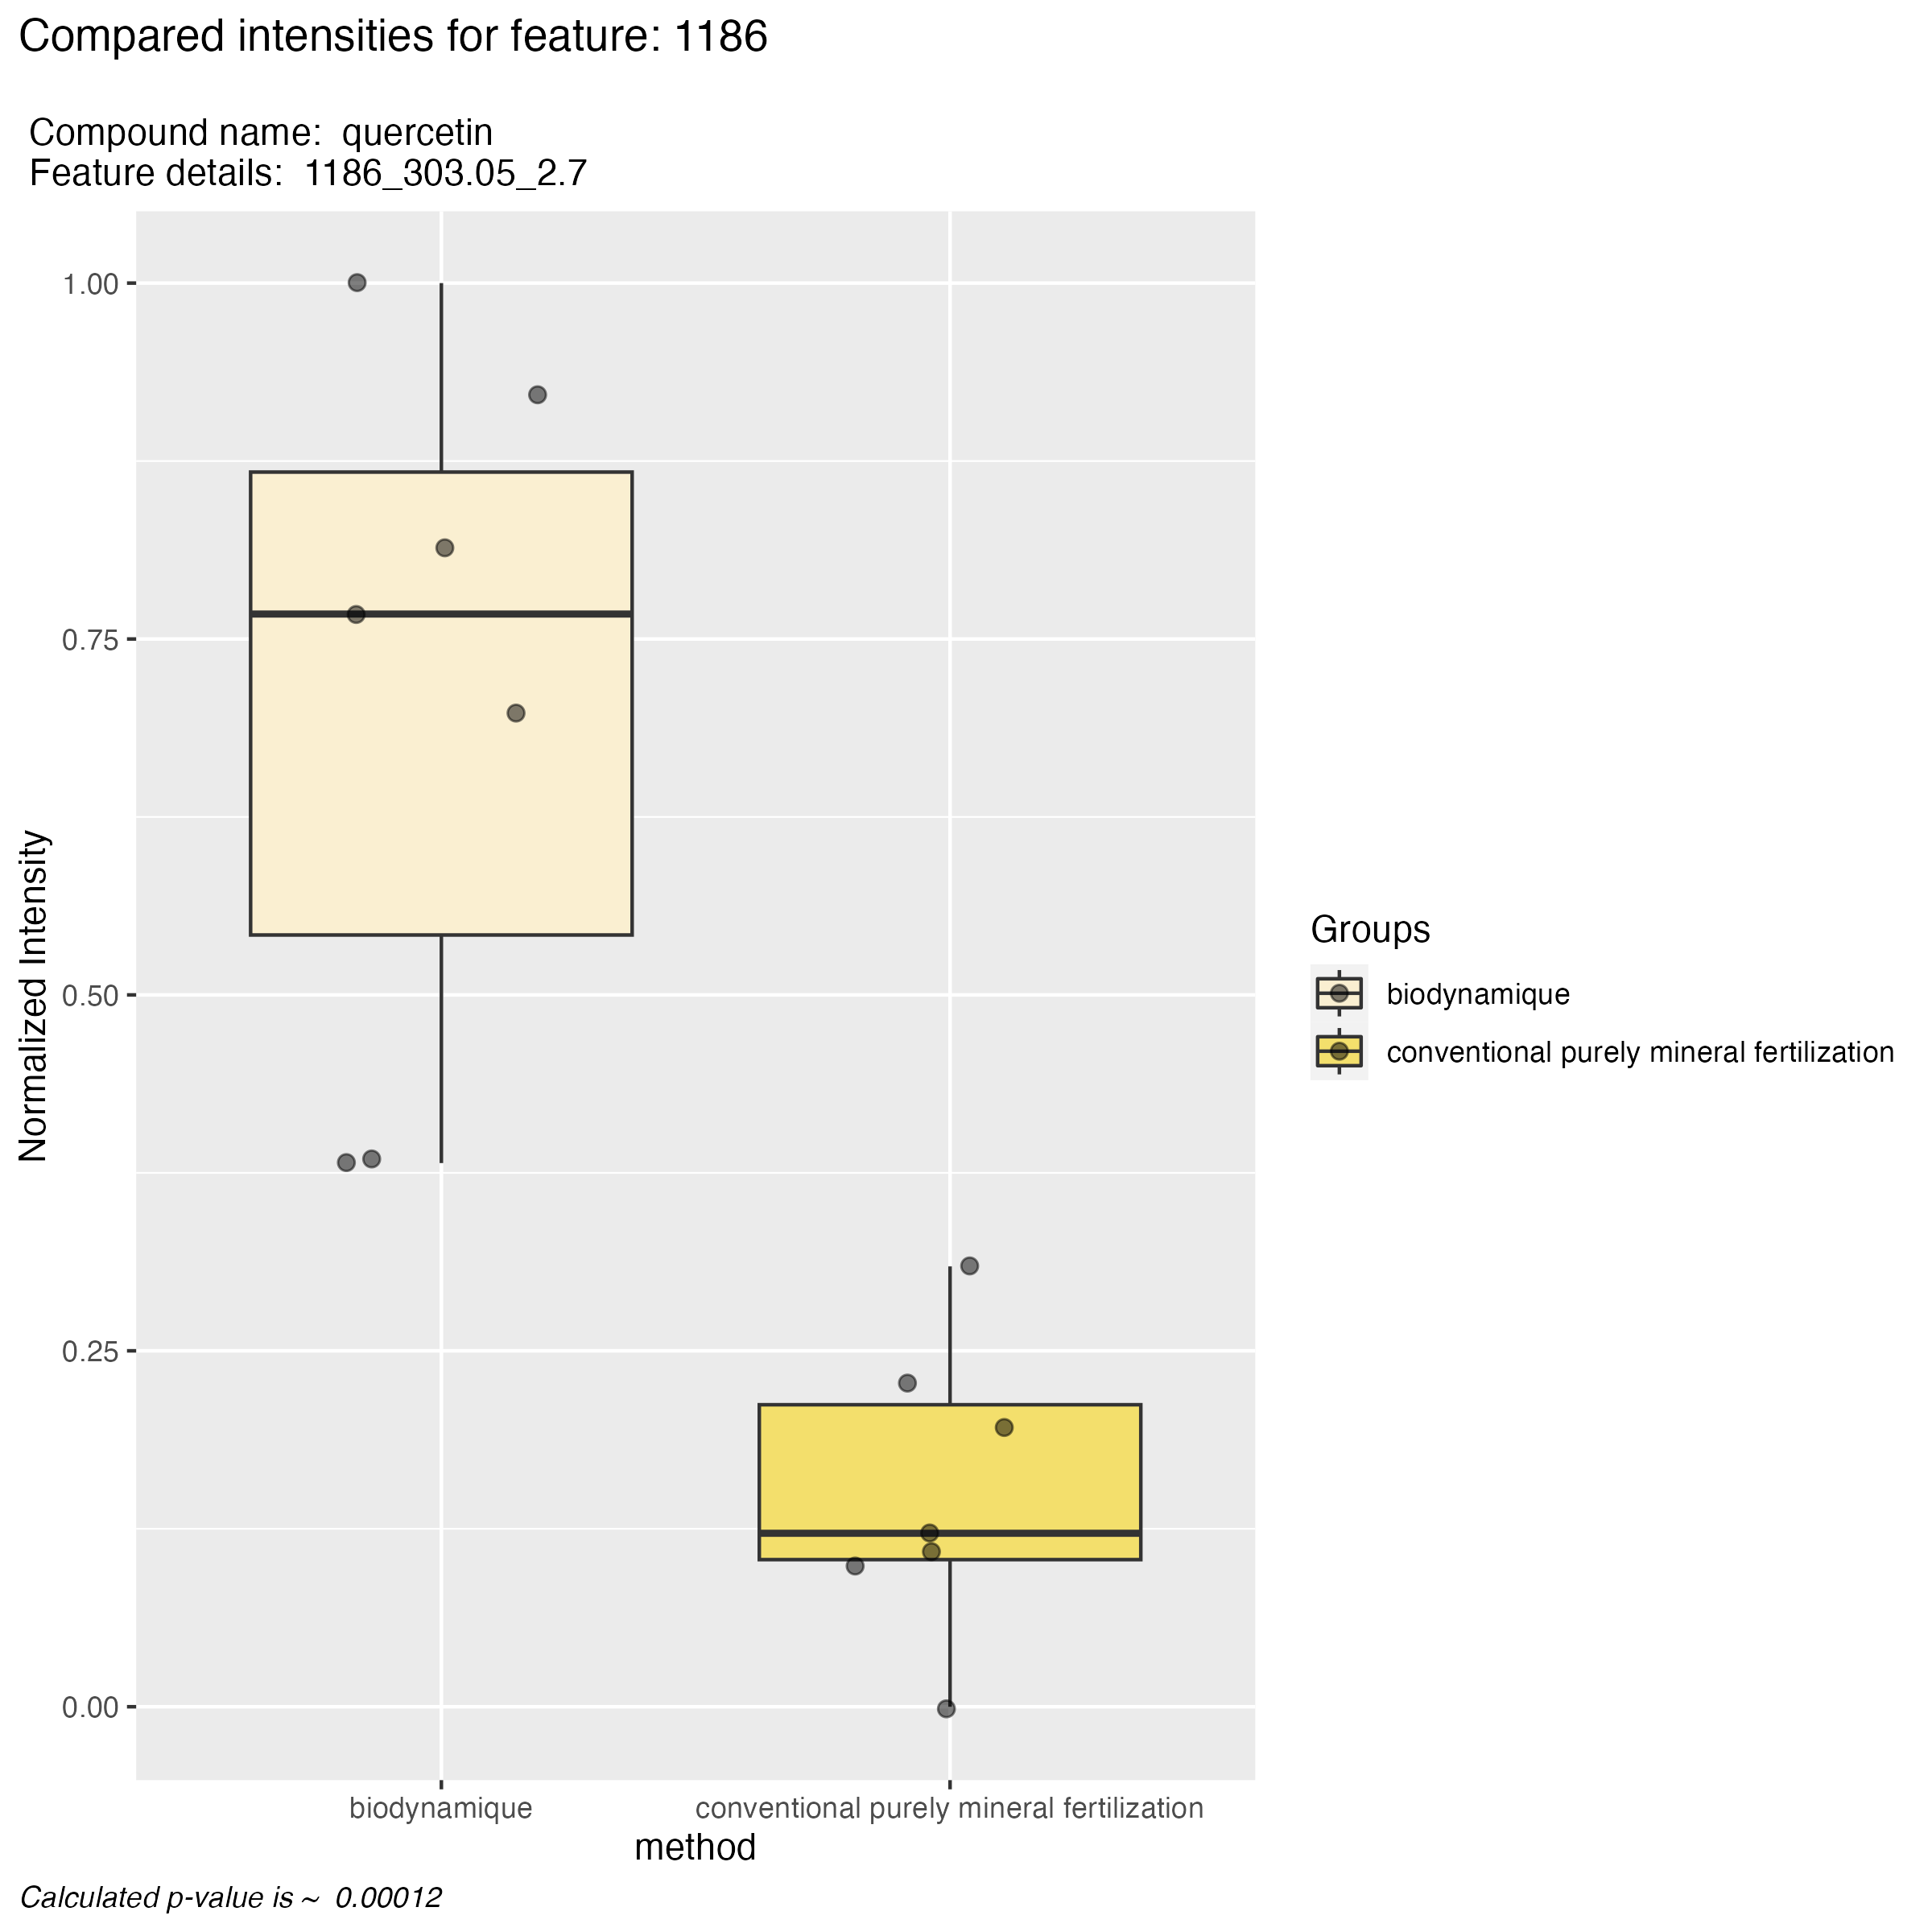 Compared intensities for feature: 1186
Compound name:  quercetin
Feature details:  1186_303.05_2.7
Normalized Intensity
1.00
0.75
0.50
0.25
0.00
biodynamique
conventional purely mineral fertilization
method
Groups
biodynamique
conventional purely mineral fertilization
Calculated p-value is ~  0.00012